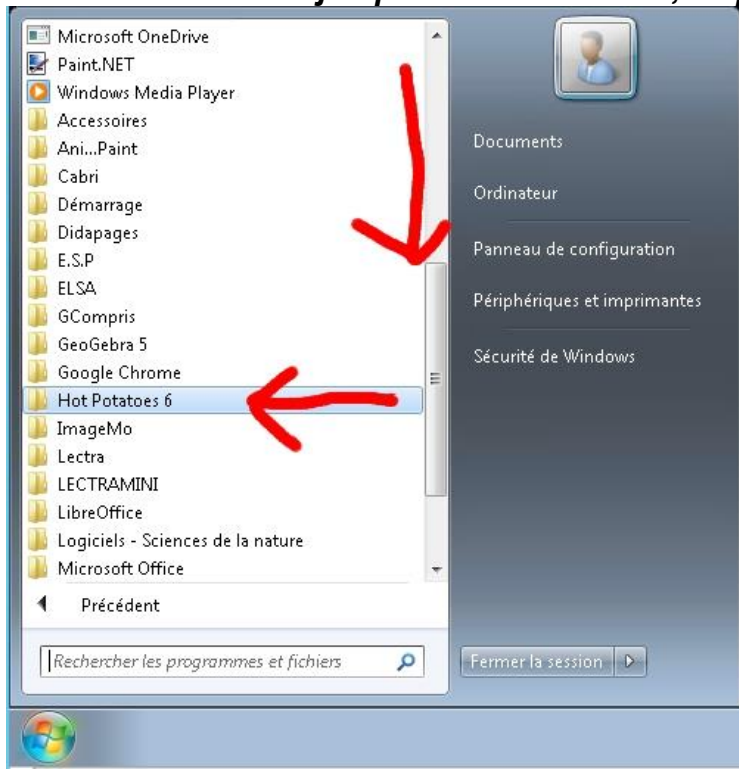 Microsoft OneDrive
Paint.NET
Windows Media Player
Accessoires
Ani...Paint
Cabri
Démarrage
Didapages
E.S.P
ELSA
GCompris
GeoGebra 5
Google Chrome
Hot Potatoes 6
ImageMo
Lectra
LECTRAMINI
LibreOffice
Logiciels - Sciences de la nature
Microsoft Office
Précédent
Rechercher les programmes et fichiers
Documents
Ordinateur
Panneau de configuration
Périphériques et imprimantes
Sécurité de Windows
Fermer la session